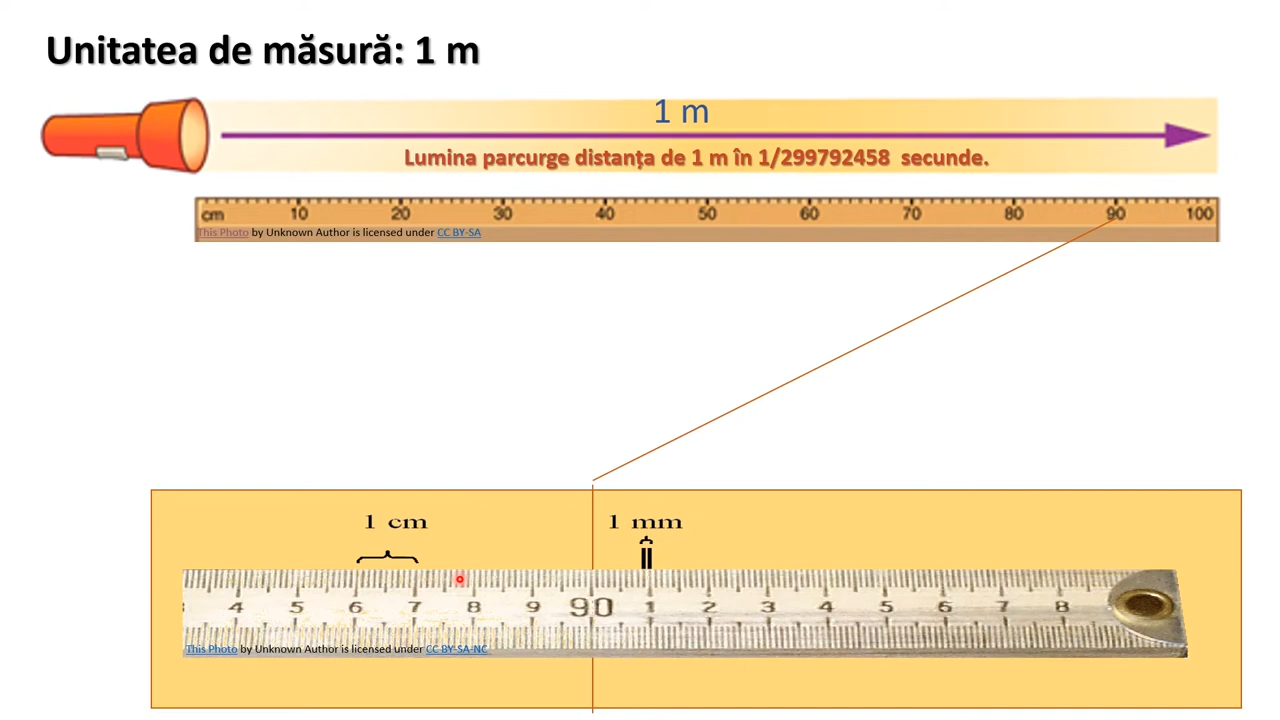 Unitatea de măsură: 1 m
1 m
Lumina parcurge distanța de 1 m în 1/299792458 secunde.
cm 10 20 30 40 50 60 70 80 90 100
This Photo by Unknown Author is licensed under CC BY-SA
1 cm 1 mm
4 5 6 7 8 9 90 1 2 3 4 5 6 7 8
This Photo by Unknown Author is licensed under CC BY-SA-NC